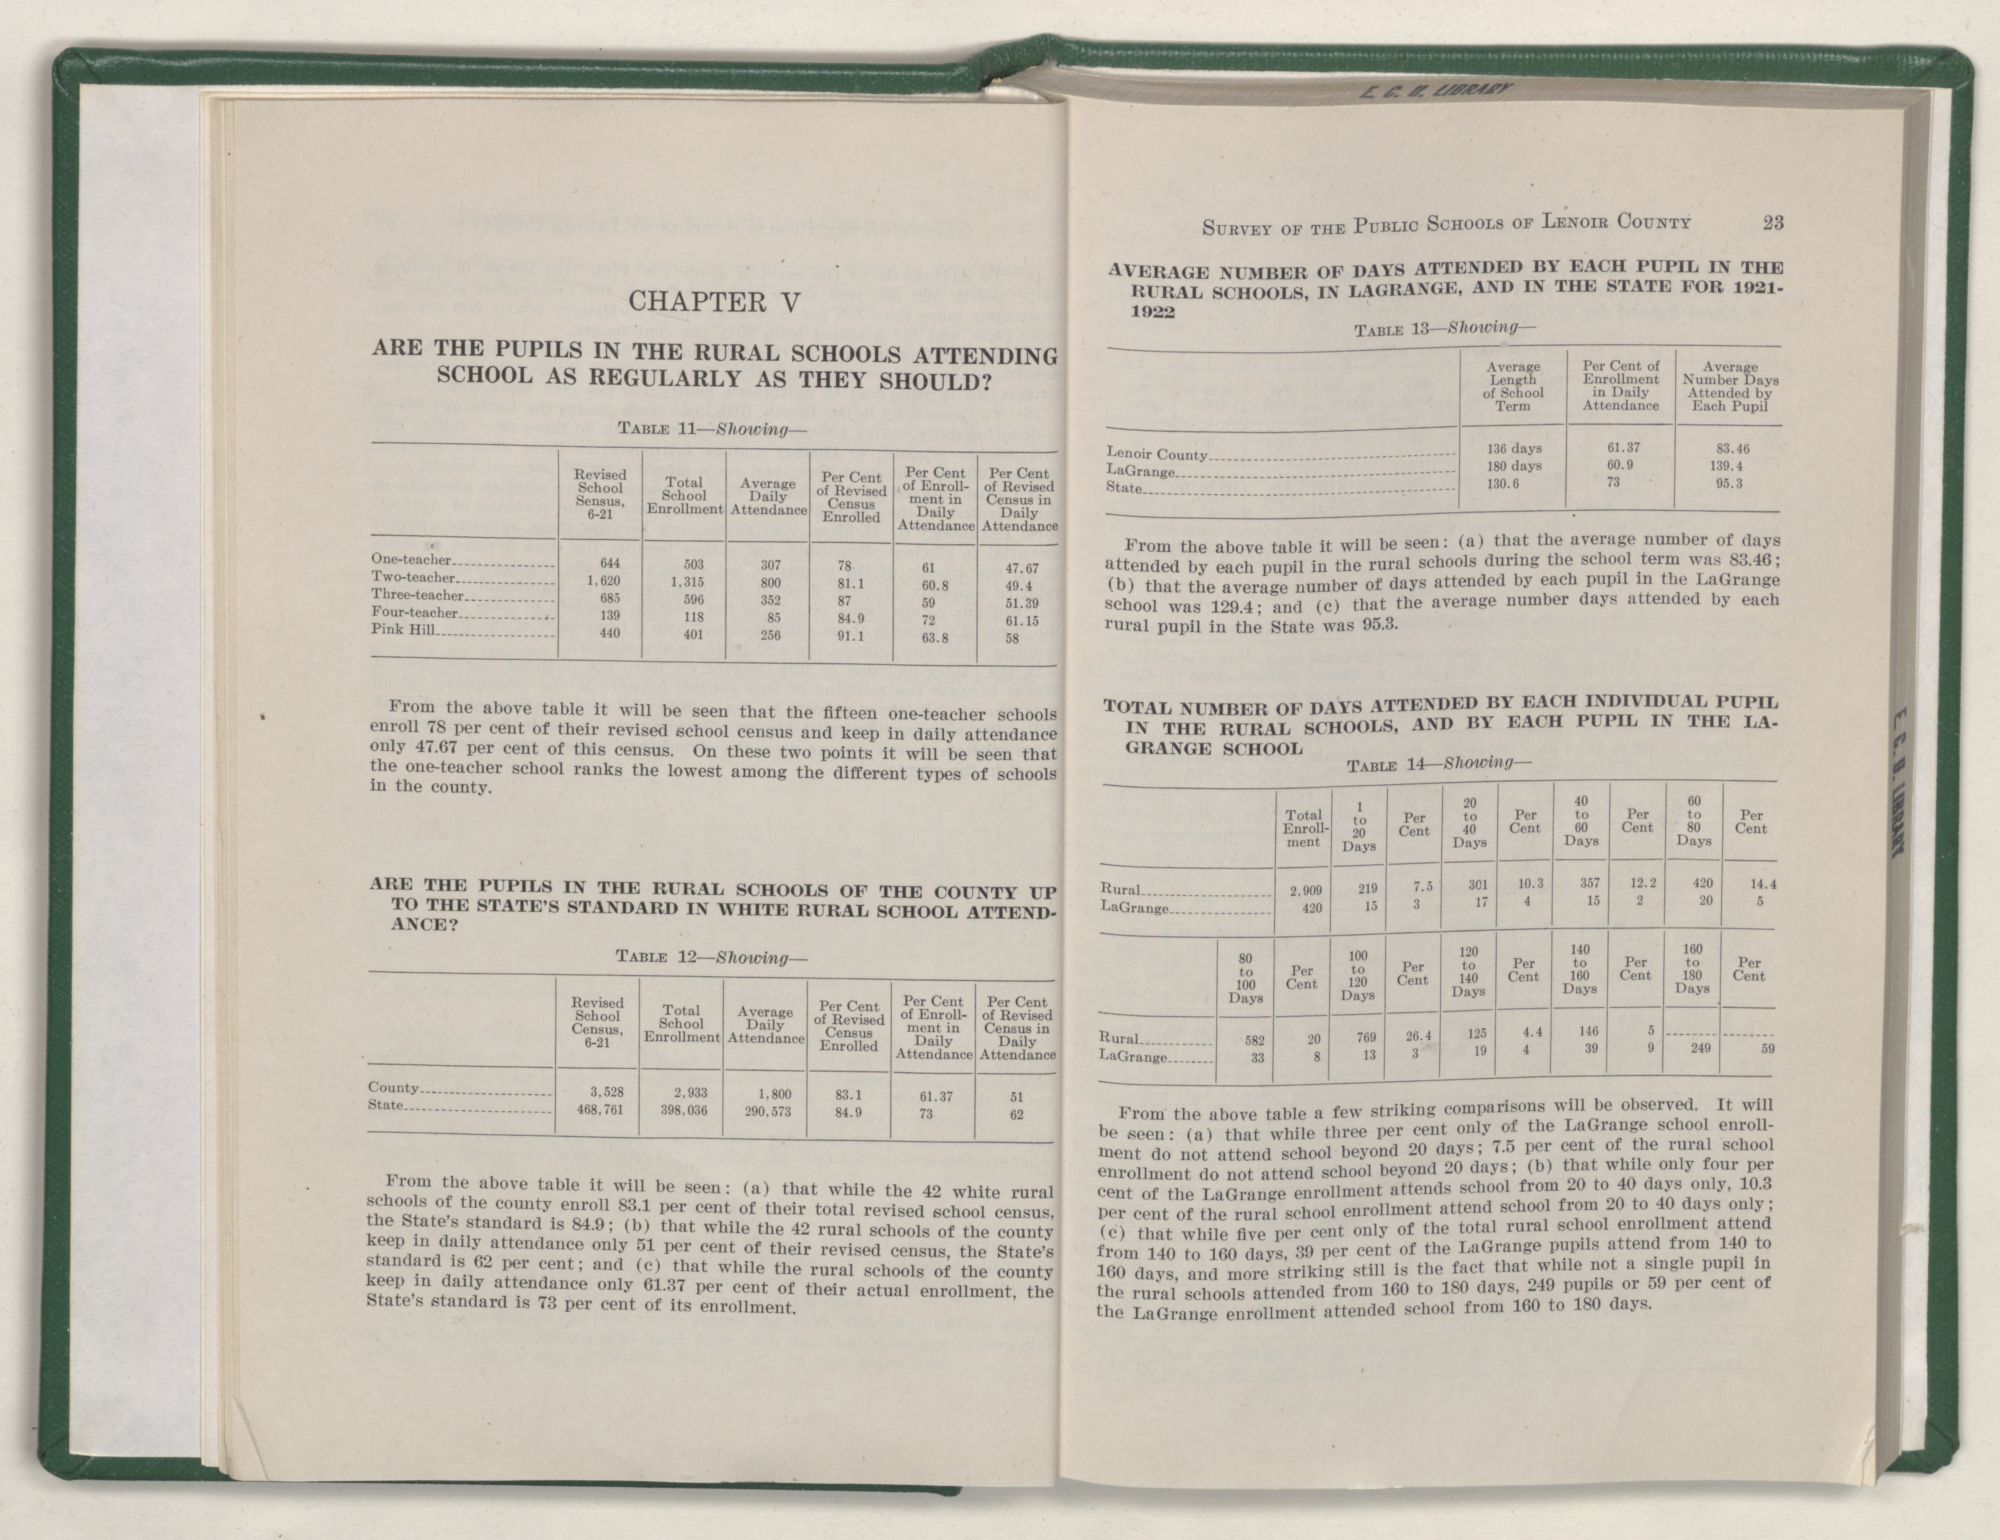 CHAPTER V
ARE THE PUPILS IN THE RURAL SCHOOLS ATTENDING
SCHOOL AS REGULARLY AS THEY SHOULD?
TABLE 11—Showing—
Revised School Sensus, 6-21 | Total School Enrollment | Average Daily Attendance | Per Cent of Revised Census Enrolled | Per Cent of Enroll-ment in Daily Attendance | Per Cent of Revised Census in Daily Attendance
One-teacher 644 503 307 78 61 47.67
Two-teacher 1,620 1,315 800 81.1 60.8 49.4
Three-teacher 685 596 352 87 59 51.39
Four-teacher 139 118 85 84.9 72 61.15
Pink Hill 440 401 256 91.1 63.8 58
From the above table it will be seen that the fifteen one-teacher schools
enroll 78 per cent of their revised school census and keep in daily attendance
only 47.67 per cent of this census. On these two points it will be seen that
the one-teacher school ranks the lowest among the different types of schools
in the county.
ARE THE PUPILS IN THE RURAL SCHOOLS OF THE COUNTY UP
TO THE STATE'S STANDARD IN WHITE RURAL SCHOOL ATTEND-
ANCE?
TABLE 12—Showing—
Revised School Census, 6-21 | Total School Enrollment | Average Daily Attendance | Per Cent of Revised Census Enrolled | Per Cent of Enroll-ment in Daily Attendance | Per Cent of Revised Census in Daily Attendance
County 3,528 2,933 1,800 83.1 61.37 51
State 468,761 398,036 290,573 84.9 73 62
From the above table it will be seen: (a) that while the 42 white rural
schools of the county enroll 83.1 per cent of their total revised school census,
the State's standard is 84.9; (b) that while the 42 rural schools of the county
keep in daily attendance only 51 per cent of their revised census, the State's
standard is 62 per cent; and (c) that while the rural schools of the county
keep in daily attendance only 61.37 per cent of their actual enrollment, the
State's standard is 73 per cent of its enrollment.
E. C. U. LIBRARY
SURVEY OF THE PUBLIC SCHOOLS OF LENOIR COUNTY 23
AVERAGE NUMBER OF DAYS ATTENDED BY EACH PUPIL IN THE
RURAL SCHOOLS, IN LAGRANGE, AND IN THE STATE FOR 1921-
1922
TABLE 13—Showing—
Average Length of School Term | Per Cent of Enrollment in Daily Attendance | Average Number Days Attended by Each Pupil
Lenoir County 136 days 61.37 83.46
LaGrange 180 days 60.9 139.4
State 130.6 73 95.3
From the above table it will be seen: (a) that the average number of days
attended by each pupil in the rural schools during the school term was 83.46;
(b) that the average number of days attended by each pupil in the LaGrange
school was 129.4; and (c) that the average number days attended by each
rural pupil in the State was 95.3.
TOTAL NUMBER OF DAYS ATTENDED BY EACH INDIVIDUAL PUPIL
IN THE RURAL SCHOOLS, AND BY EACH PUPIL IN THE LA-
GRANGE SCHOOL
TABLE 14—Showing—
Total Enroll-ment | 1 to 20 Days | Per Cent | 20 to 40 Days | Per Cent | 40 to 60 Days | Per Cent | 60 to 80 Days | Per Cent
Rural 2,909 219 7.5 301 10.3 357 12.2 420 14.4
LaGrange 420 15 3 17 4 15 2 20 5
80 to 100 Days | Per Cent | 100 to 120 Days | Per Cent | 120 to 140 Days | Per Cent | 140 to 160 Days | Per Cent | 160 to 180 Days | Per Cent
Rural 582 20 769 26.4 125 4.4 146 5
LaGrange 33 8 13 3 19 4 39 9 249 59
From the above table a few striking comparisons will be observed. It will
be seen: (a) that while three per cent only of the LaGrange school enroll-
ment do not attend school beyond 20 days; 7.5 per cent of the rural school
enrollment do not attend school beyond 20 days; (b) that while only four per
cent of the LaGrange enrollment attends school from 20 to 40 days only, 10.3
per cent of the rural school enrollment attend school from 20 to 40 days only;
(c) that while five per cent only of the total rural school enrollment attend
from 140 to 160 days, 39 per cent of the LaGrange pupils attend from 140 to
160 days, and more striking still is the fact that while not a single pupil in
the rural schools attended from 160 to 180 days, 249 pupils or 59 per cent of
the LaGrange enrollment attended school from 160 to 180 days.
E. C. U. LIBRARY